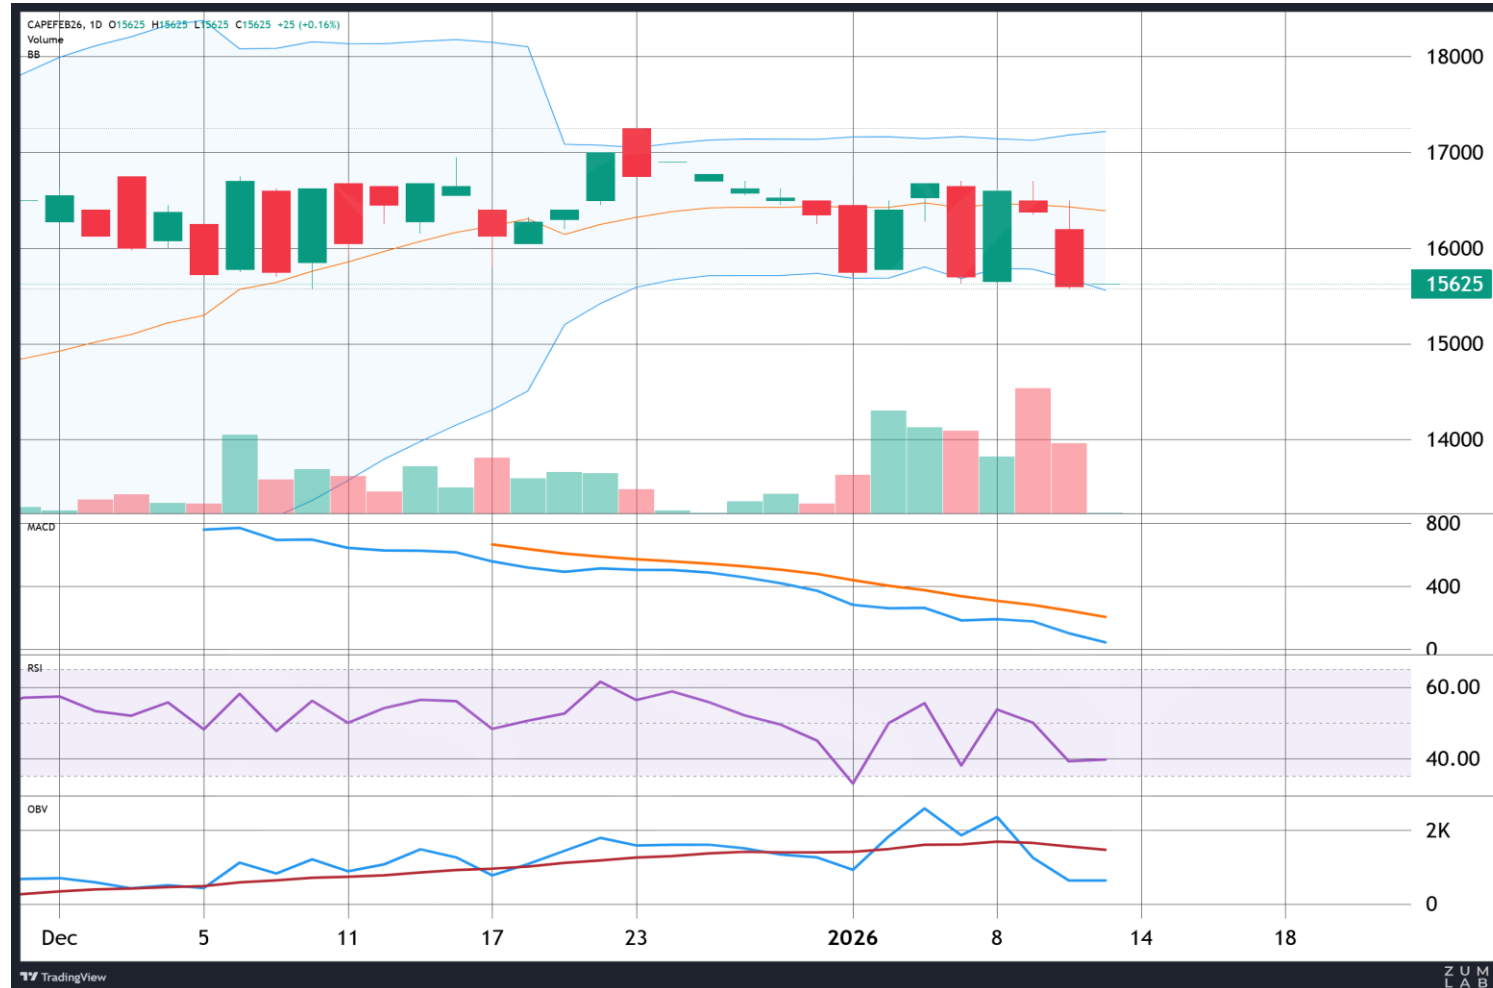 CAPEFEB26, 1D O15625 H15625 L15625 C15625 +25 (+0.16%)
Volume
BB
18000
17000
16000
15625
15000
14000
MACD
800
400
0
RSI
60.00
40.00
OBV
2K
0
Dec 5 11 17 23 2026 8 14 18
TradingView
ZUM
LAB